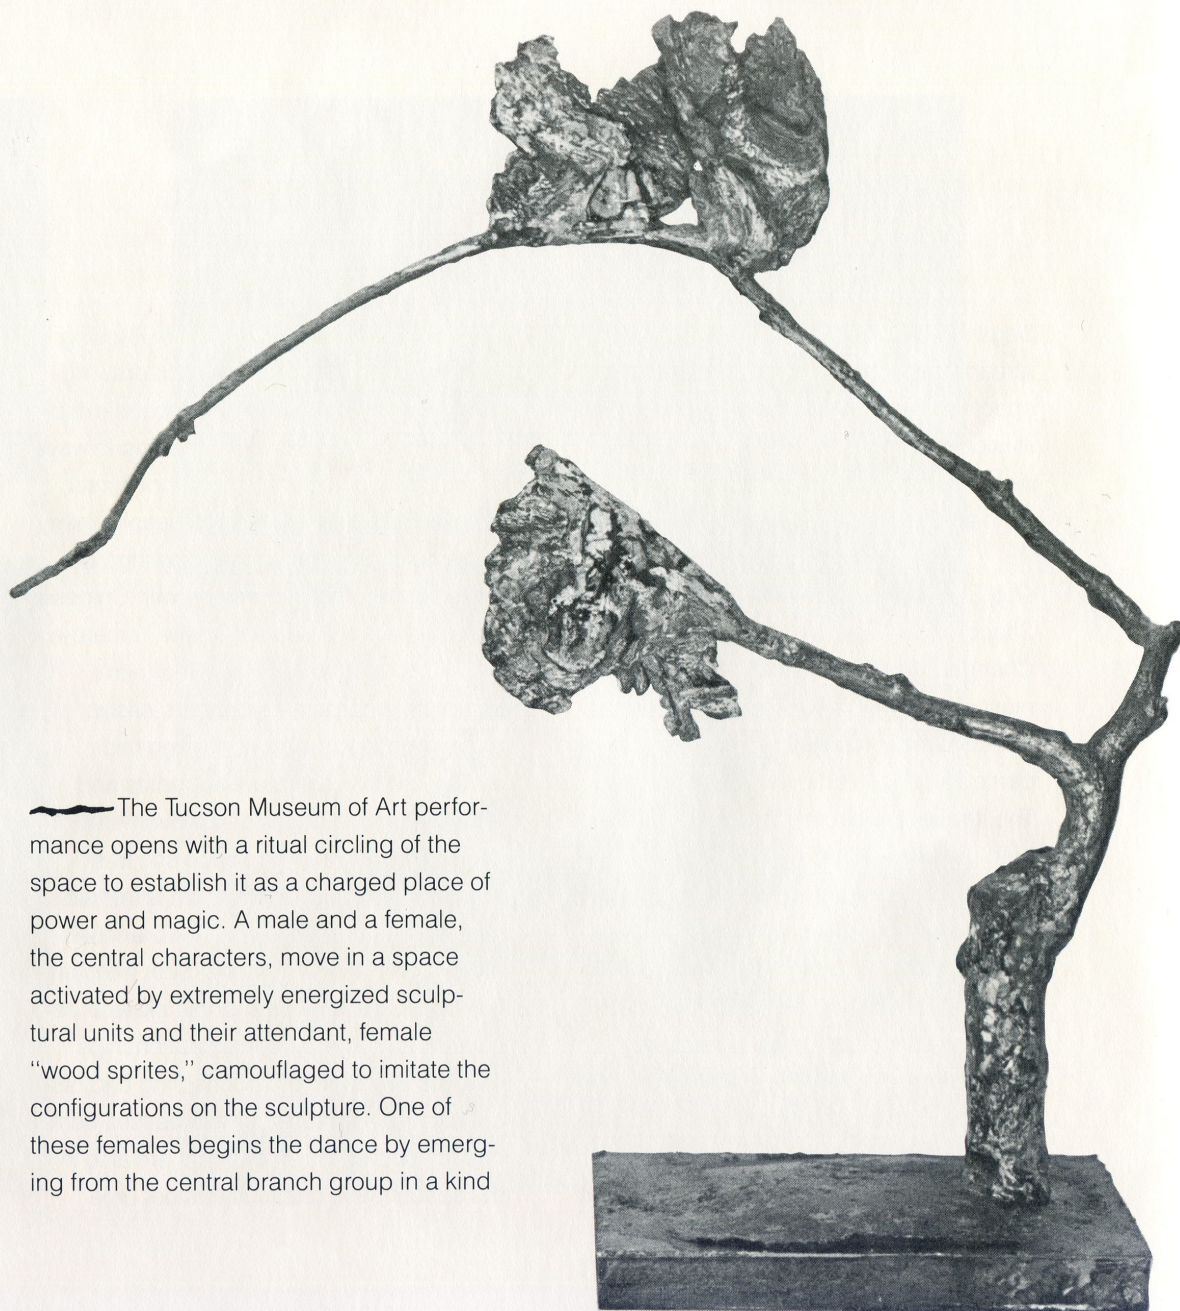 The Tucson Museum of Art perfor-
mance opens with a ritual circling of the
space to establish it as a charged place of
power and magic. A male and a female,
the central characters, move in a space
activated by extremely energized sculp-
tural units and their attendant, female
“wood sprites,” camouflaged to imitate the
configurations on the sculpture. One of
these females begins the dance by emerg-
ing from the central branch group in a kind